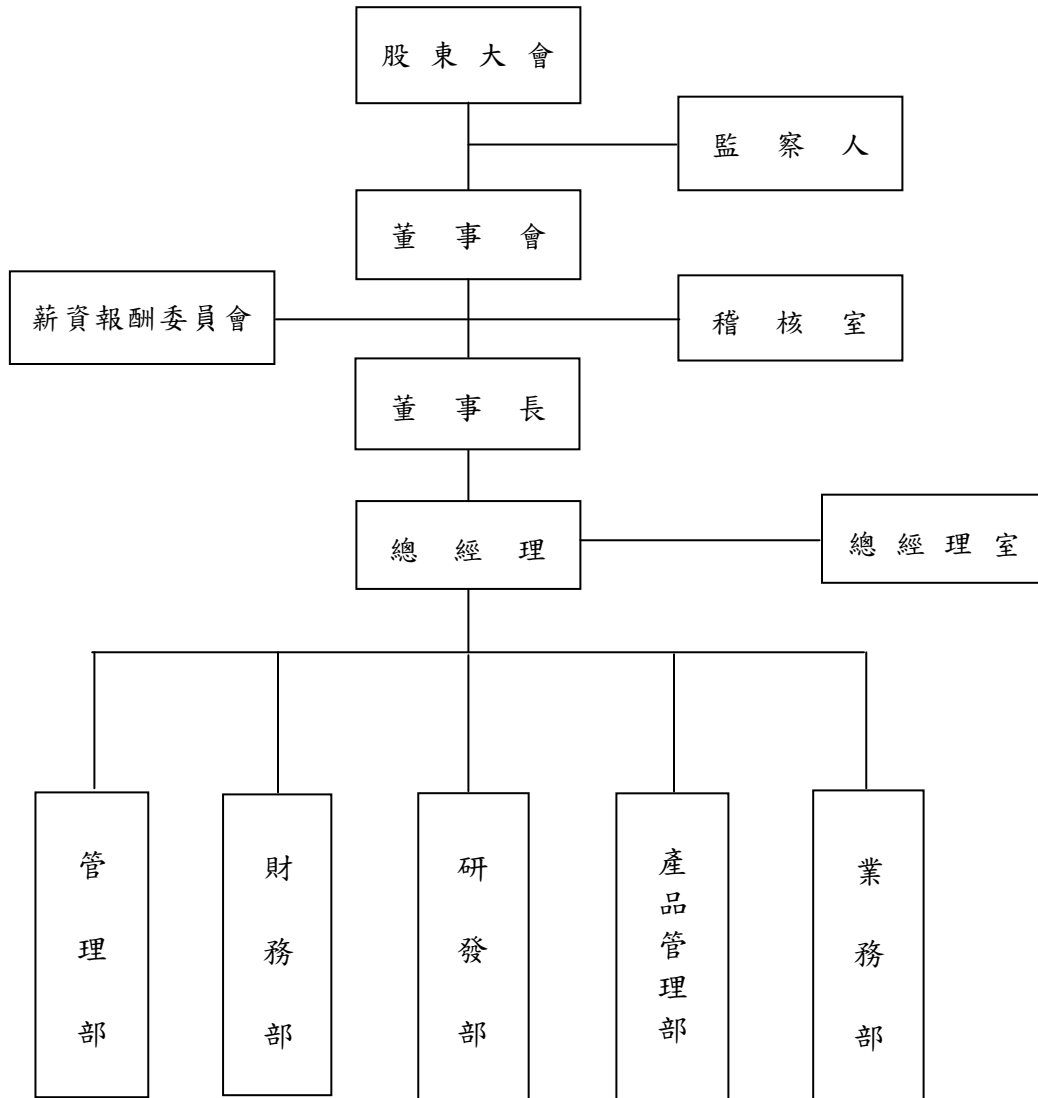 股東大會
監察人
董事會
薪資報酬委員會
稽核室
董事長
總經理
總經理室
管理部
財務部
研發部
產品管理部
業務部